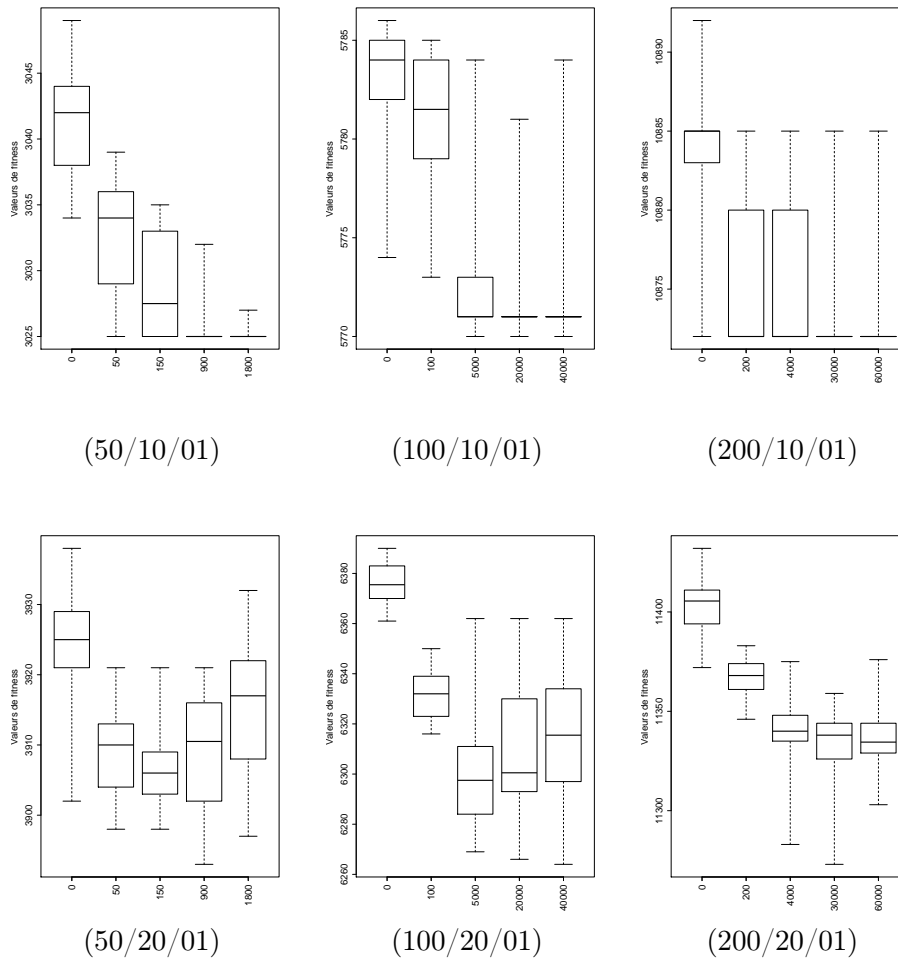 Valeurs de fitness
3025 3030 3035 3040 3045
0 50 150 900 1800
(50/10/01)
Valeurs de fitness
5770 5775 5780 5785
0 100 5000 20000 40000
(100/10/01)
Valeurs de fitness
10875 10880 10885 10890
0 200 4000 30000 60000
(200/10/01)
Valeurs de fitness
3900 3910 3920 3930
0 50 150 900 1800
(50/20/01)
Valeurs de fitness
6260 6280 6300 6320 6340 6360 6380
0 100 5000 20000 40000
(100/20/01)
Valeurs de fitness
11300 11350 11400
0 200 4000 30000 60000
(200/20/01)